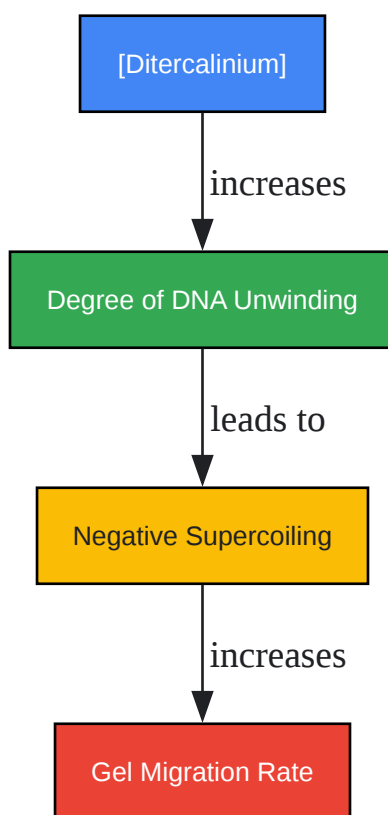 [Ditercalinium]
increases
Degree of DNA Unwinding
leads to
Negative Supercoiling
increases
Gel Migration Rate